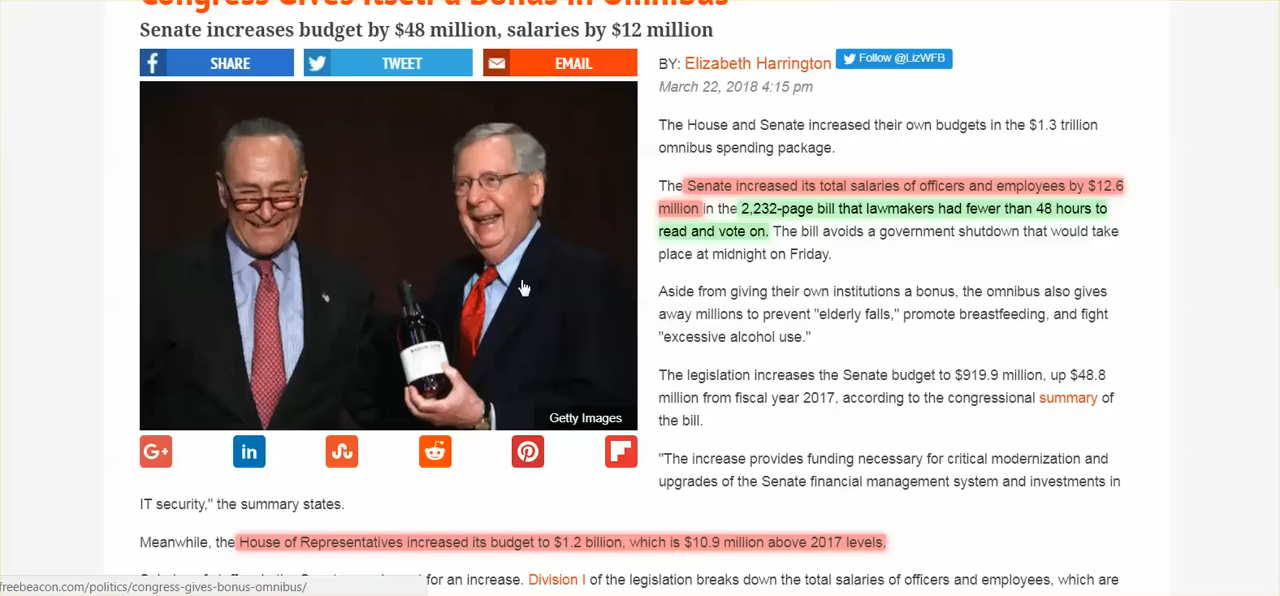 Congress Gives Itself a Bonus in Omnibus
Senate increases budget by $48 million, salaries by $12 million
SHARE
TWEET
EMAIL
BY: Elizabeth Harrington Follow @LizWFB
March 22, 2018 4:15 pm
The House and Senate increased their own budgets in the $1.3 trillion
omnibus spending package.
The Senate increased its total salaries of officers and employees by $12.6
million in the 2,232-page bill that lawmakers had fewer than 48 hours to
read and vote on. The bill avoids a government shutdown that would take
place at midnight on Friday.
Aside from giving their own institutions a bonus, the omnibus also gives
away millions to prevent "elderly falls," promote breastfeeding, and fight
"excessive alcohol use."
The legislation increases the Senate budget to $919.9 million, up $48.8
million from fiscal year 2017, according to the congressional summary of
the bill.
"The increase provides funding necessary for critical modernization and
upgrades of the Senate financial management system and investments in
IT security," the summary states.
Getty Images
G+
in
Meanwhile, the House of Representatives increased its budget to $1.2 billion, which is $10.9 million above 2017 levels.
for an increase. Division I of the legislation breaks down the total salaries of officers and employees, which are
freebeacon.com/politics/congress-gives-bonus-omnibus/